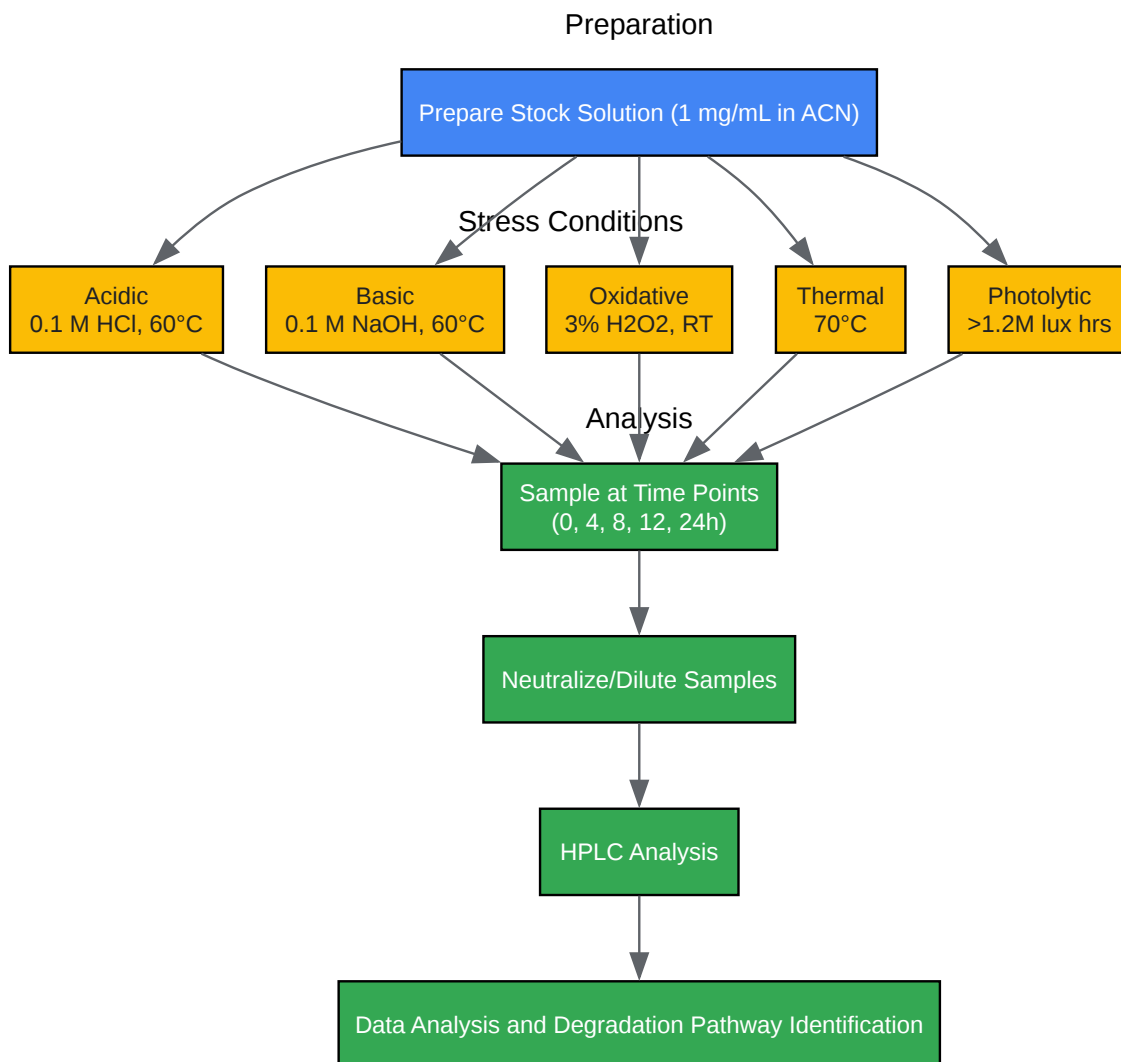 Preparation
Prepare Stock Solution (1 mg/mL in ACN)
Stress Conditions
Acidic
0.1 M HCl, 60°C
Basic
0.1 M NaOH, 60°C
Oxidative
3% H2O2, RT
Thermal
70°C
Photolytic
>1.2M lux hrs
Analysis
Sample at Time Points
(0, 4, 8, 12, 24h)
Neutralize/Dilute Samples
HPLC Analysis
Data Analysis and Degradation Pathway Identification